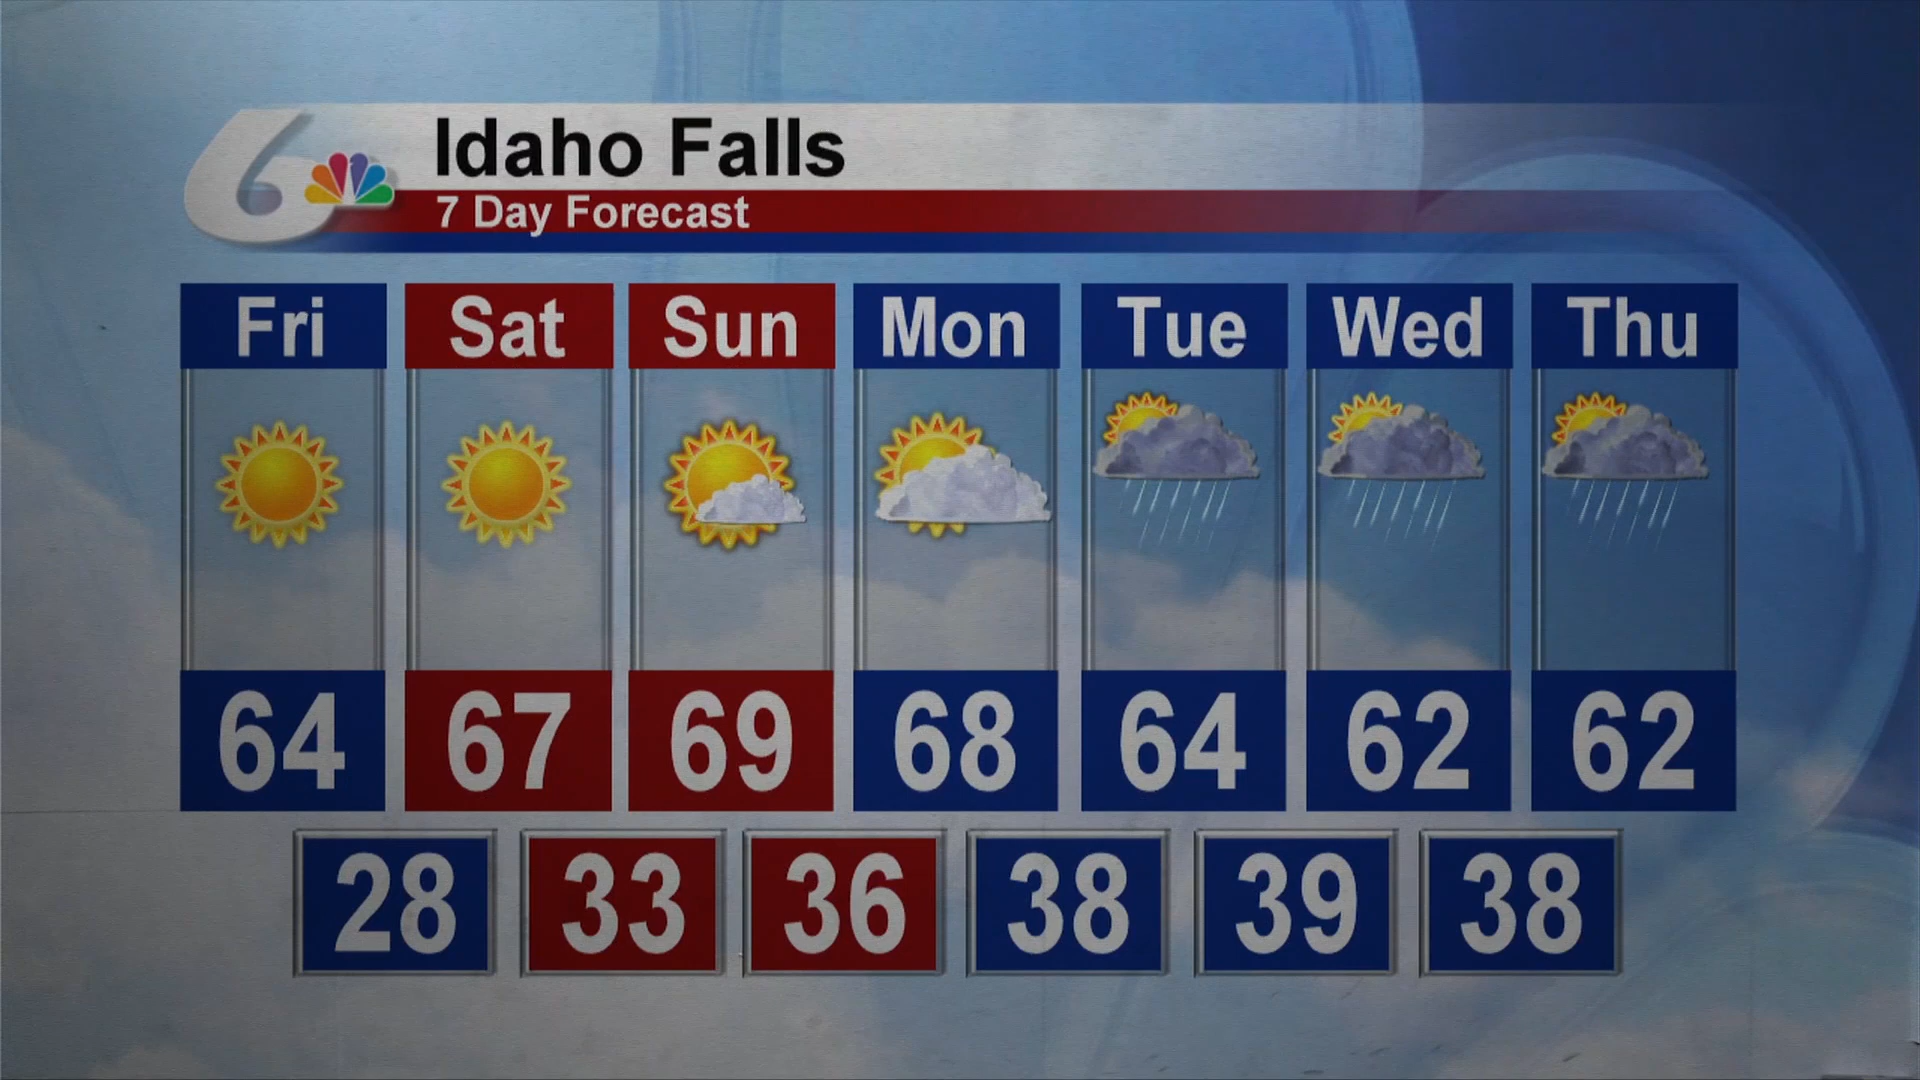 6
Idaho Falls
7 Day Forecast
Fri Sat Sun Mon Tue Wed Thu
64 67 69 68 64 62 62
28 33 36 38 39 38